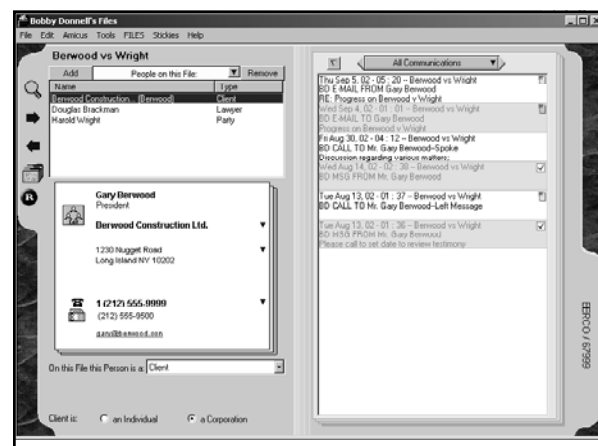 Bobby Donnell's Files
File Edit Amicus Tools FILES Stickies Help
Berwood vs Wright
Add People on this File: Remove
Name Type
Berwood Construction... (Berwood) Client
Douglas Brackman Lawyer
Harold Wright Party
Gary Berwood
President
Berwood Construction Ltd.
1230 Nugget Road
Long Island NY 10202
1 (212) 555-9999
(212) 555-9500
gary@berwood.com
On this File this Person is a: Client
Client is: an Individual a Corporation
All Communications
Thu Sep 5, 02 - 05 : 20 -- Berwood vs Wright
BD E-MAIL FROM Gary Berwood
RE: Progress on Berwood v Wright
Wed Sep 4, 02 - 01 : 01 -- Berwood vs Wright
BD E-MAIL TO Gary Berwood
Progress on Berwood v Wright
Fri Aug 30, 02 - 04 : 12 -- Berwood vs Wright
BD CALL TO Mr. Gary Berwood--Spoke
Discussion regarding various matters:
Wed Aug 14, 02 - 02 : 38 -- Berwood vs Wright
BD MSG FROM Mr. Gary Berwood
Tue Aug 13, 02 - 01 : 37 -- Berwood vs Wright
BD CALL TO Mr. Gary Berwood--Left Message
Tue Aug 13, 02 - 01 : 36 -- Berwood vs Wright
BD MSG FROM Mr. Gary Berwood
Please call to set date to review testimony
R
BERCO / 67999